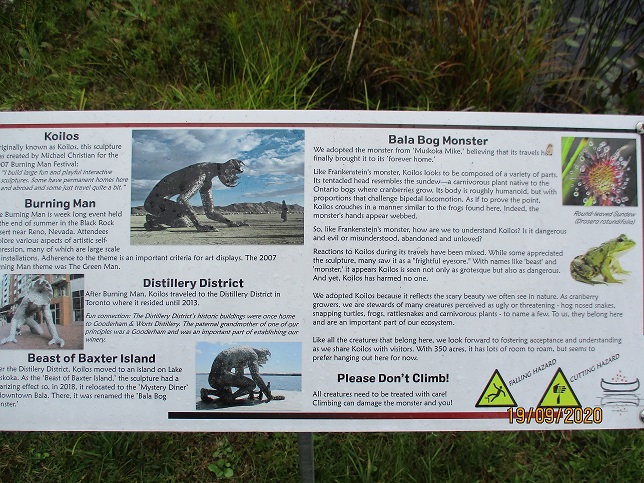 Koilos
riginally known as Koilos, this sculpture
as created by Michael Christian for the
007 Burning Man Festival:
"I build large fun and playful interactive
sculptures. Some have permanent homes here
and abroad and some just travel quite a bit."
Burning Man
e Burning Man is week long event held
the end of summer in the Black Rock
sert near Reno, Nevada. Attendees
plore various aspects of artistic self-
pression, many of which are large scale
installations. Adherence to the theme is an important criteria for art displays. The 2007
ning Man theme was The Green Man.
Distillery District
After Burning Man, Koilos traveled to the Distillery District in
Toronto where it resided until 2013.
Fun connection: The Distillery District's historic buildings were once home
to Gooderham & Worts Distillery. The paternal grandmother of one of our
principles was a Gooderham and was an important part of establishing our
winery.
Beast of Baxter Island
er the Distillery District, Koilos moved to an island on Lake
skoka. As the 'Beast of Baxter Island,' the sculpture had a
arizing effect so, in 2018, it relocated to the 'Mystery Diner'
downtown Bala. There, it was renamed the 'Bala Bog
nster.'
Bala Bog Monster
We adopted the monster from 'Muskoka Mike,' believing that its travels ha
finally brought it to its 'forever home.'
Like Frankenstein's monster, Koilos looks to be composed of a variety of parts.
Its tentacled head resembles the sundew—a carnivorous plant native to the
Ontario bogs where cranberries grow. Its body is roughly humanoid, but with
proportions that challenge bipedal locomotion. As if to prove the point,
Koilos crouches in a manner similar to the frogs found here. Indeed, the
monster's hands appear webbed.
So, like Frankenstein's monster, how are we to understand Koilos? Is it dangerous
and evil or misunderstood, abandoned and unloved?
Reactions to Koilos during its travels have been mixed. While some appreciated
the sculpture, many saw it as a "frightful eyesore." With names like 'beast' and
'monster,' it appears Koilos is seen not only as grotesque but also as dangerous.
And yet, Koilos has harmed no one.
We adopted Koilos because it reflects the scary beauty we often see in nature. As cranberry
growers, we are stewards of many creatures perceived as ugly or threatening - hog nosed snakes,
snapping turtles, frogs, rattlesnakes and carnivorous plants - to name a few. To us, they belong here
and are an important part of our ecosystem.
Like all the creatures that belong here, we look forward to fostering acceptance and understanding
as we share Koilos with visitors. With 350 acres, it has lots of room to roam, but seems to
prefer hanging out here for now.
Please Don't Climb!
All creatures need to be treated with care!
Climbing can damage the monster and you!
Round-leaved Sundew
(Drosera rotundifolia)
FALLING HAZARD
CUTTING HAZARD
19/09/2020